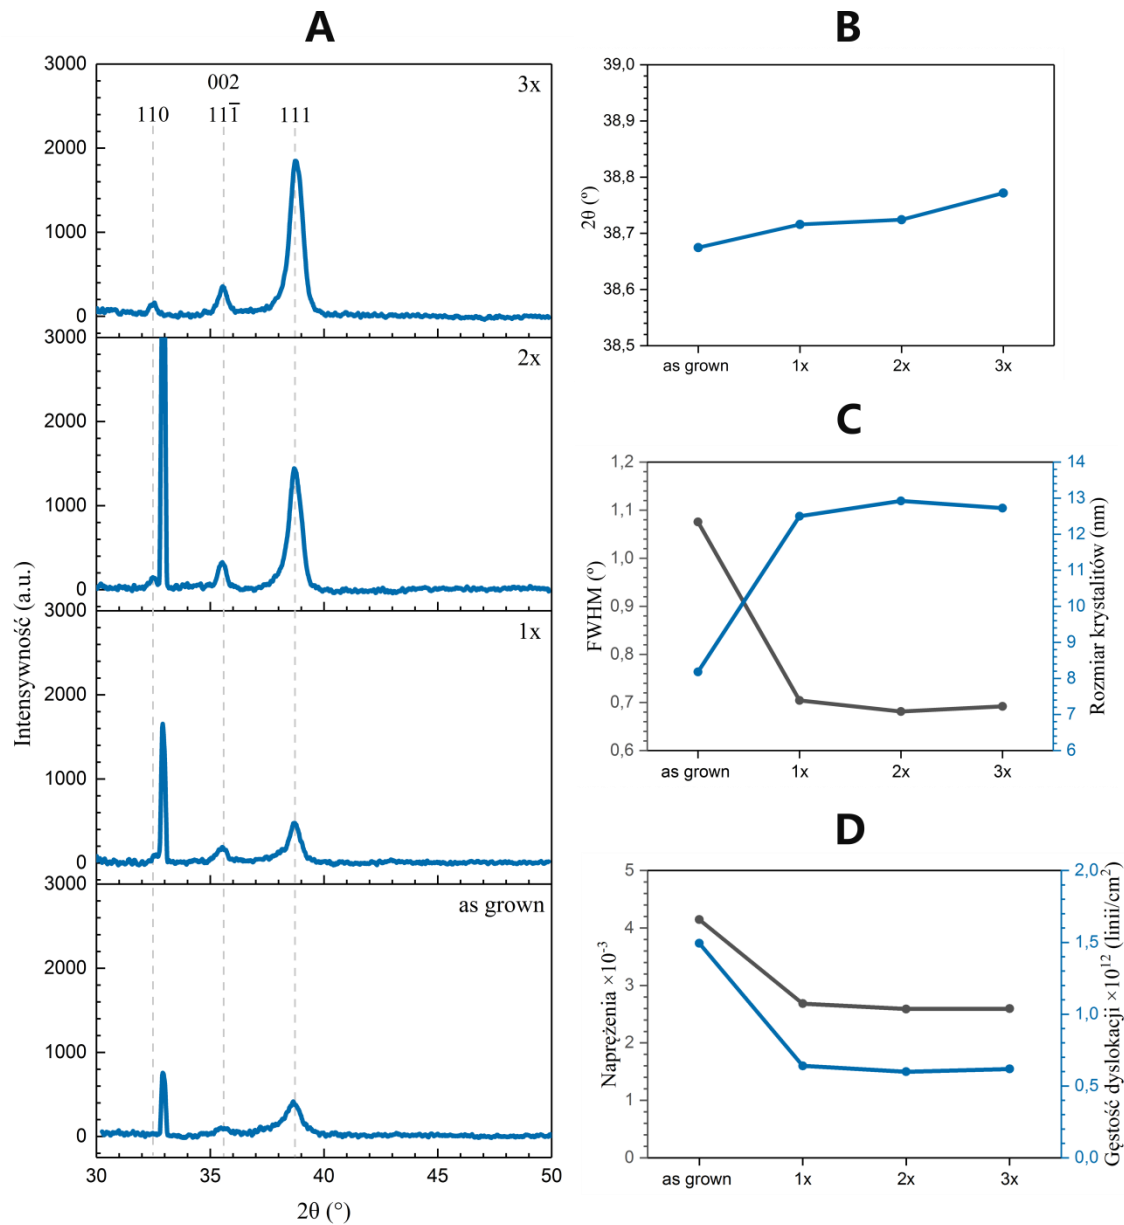 A
3000
2000
1000
0
3x
002
110
111̅
111
3000
2000
1000
0
2x
3000
2000
1000
0
1x
3000
2000
1000
0
as grown
30
35
40
45
50
Intensywność (a.u.)
2θ (°)
B
39,0
38,9
38,8
38,7
38,6
38,5
2θ (º)
as grown
1x
2x
3x
C
1,2
1,1
1,0
0,9
0,8
0,7
0,6
FWHM (º)
14
13
12
11
10
9
8
7
6
Rozmiar krystalitów (nm)
as grown
1x
2x
3x
D
5
4
3
2
1
0
Naprężenia ×10⁻³
2,0
1,5
1,0
0,5
0,0
Gęstość dyslokacji ×10¹² (linii/cm²)
as grown
1x
2x
3x